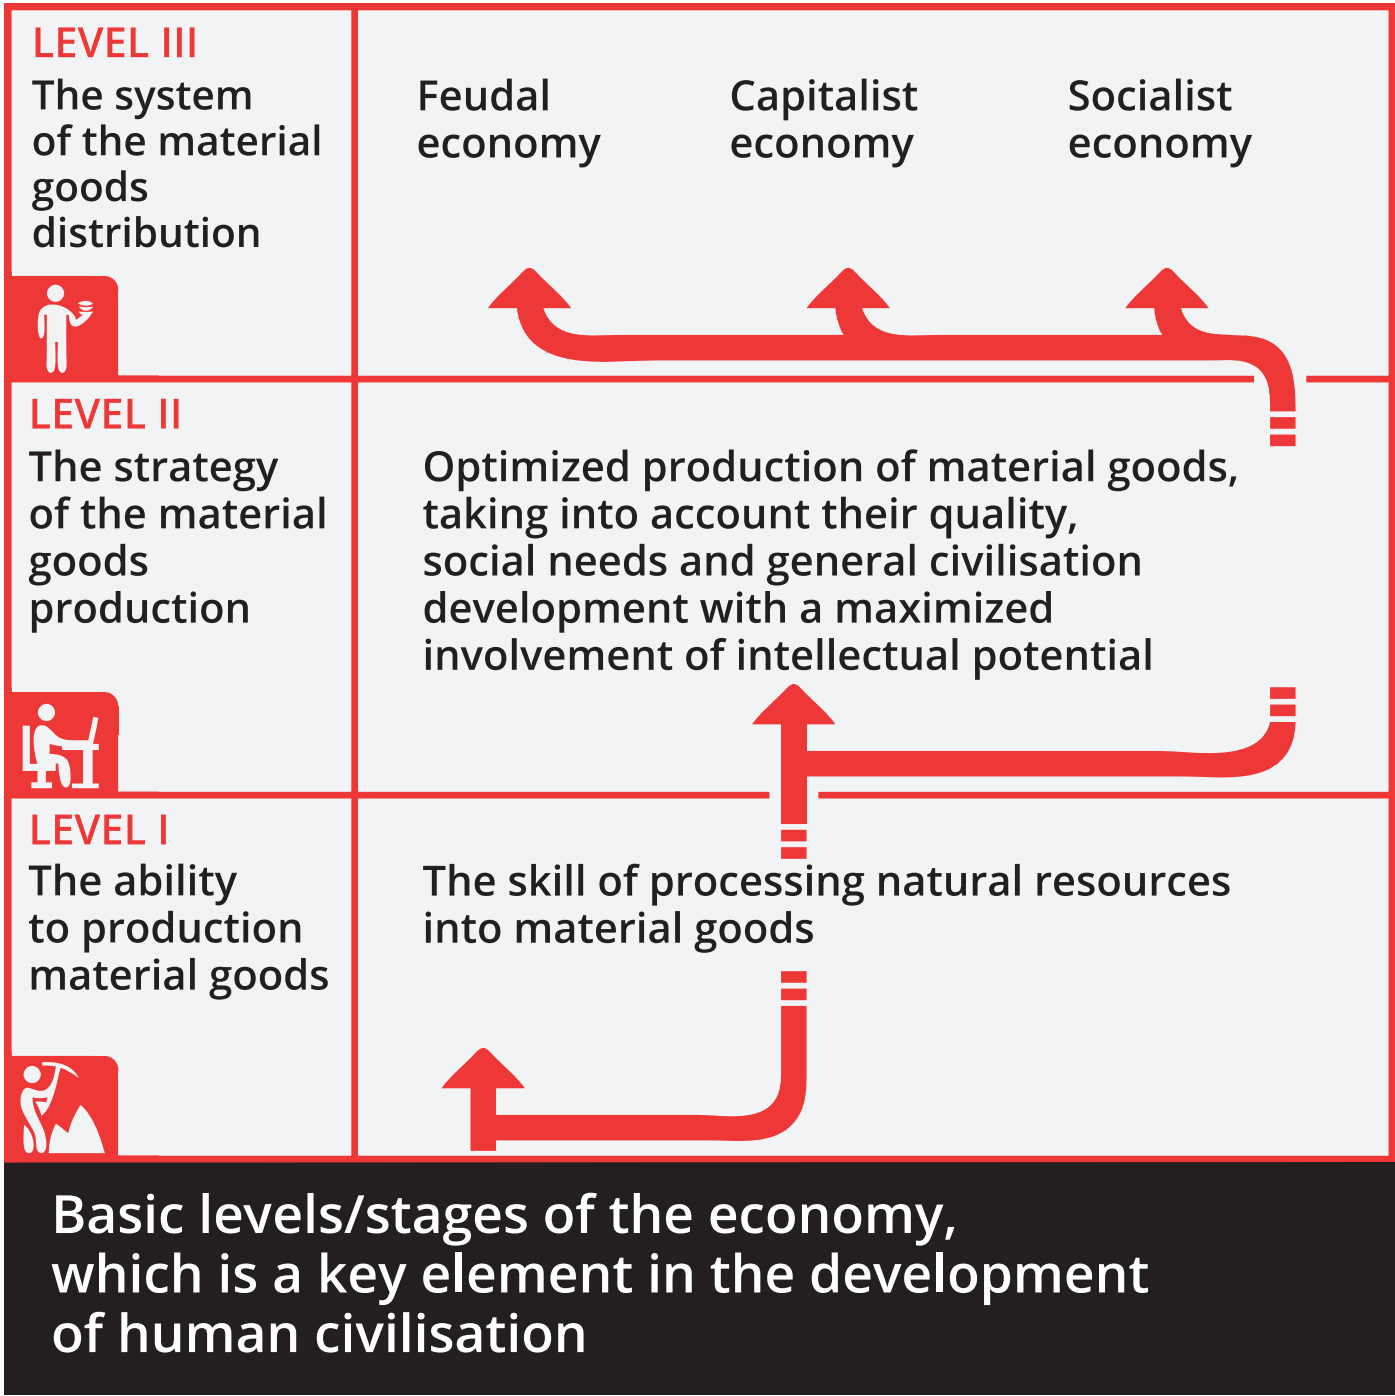 LEVEL III
The system
of the material
goods
distribution
Feudal
economy
Capitalist
economy
Socialist
economy
LEVEL II
The strategy
of the material
goods
production
Optimized production of material goods,
taking into account their quality,
social needs and general civilisation
development with a maximized
involvement of intellectual potential
LEVEL I
The ability
to production
material goods
The skill of processing natural resources
into material goods
Basic levels/stages of the economy,
which is a key element in the development
of human civilisation